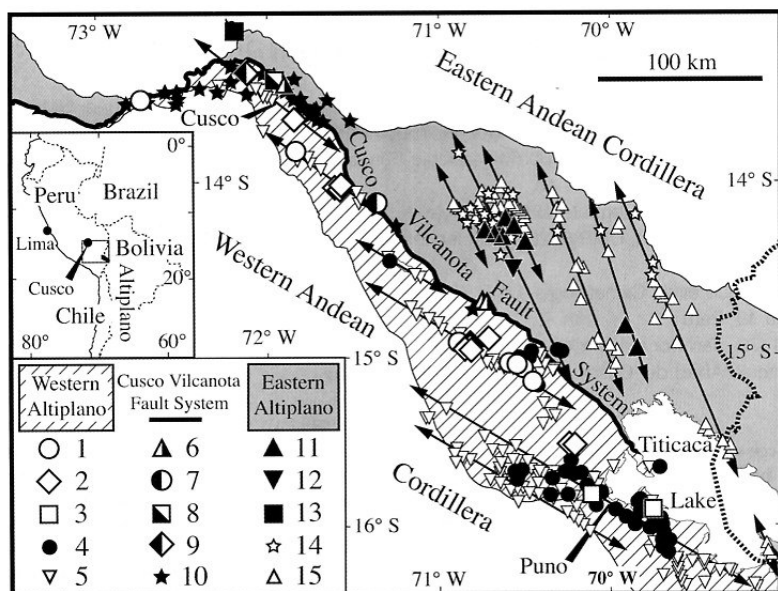 73° W
71° W
70° W
100 km
Eastern Andean Cordillera
Cusco
0°
14° S
14° S
Cusco
Peru
Brazil
Vilcanota
Lima
Bolivia
Fault
20°
Western Andean
Cusco
Altiplano
Chile
System
80°
60°
72° W
15° S
15° S
Western
Altiplano
Cusco Vilcanota
Fault System
Eastern
Altiplano
Titicaca
Cordillera
Lake
1
6
11
2
7
12
3
8
13
16° S
4
9
14
Puno
5
10
15
71° W
70° W